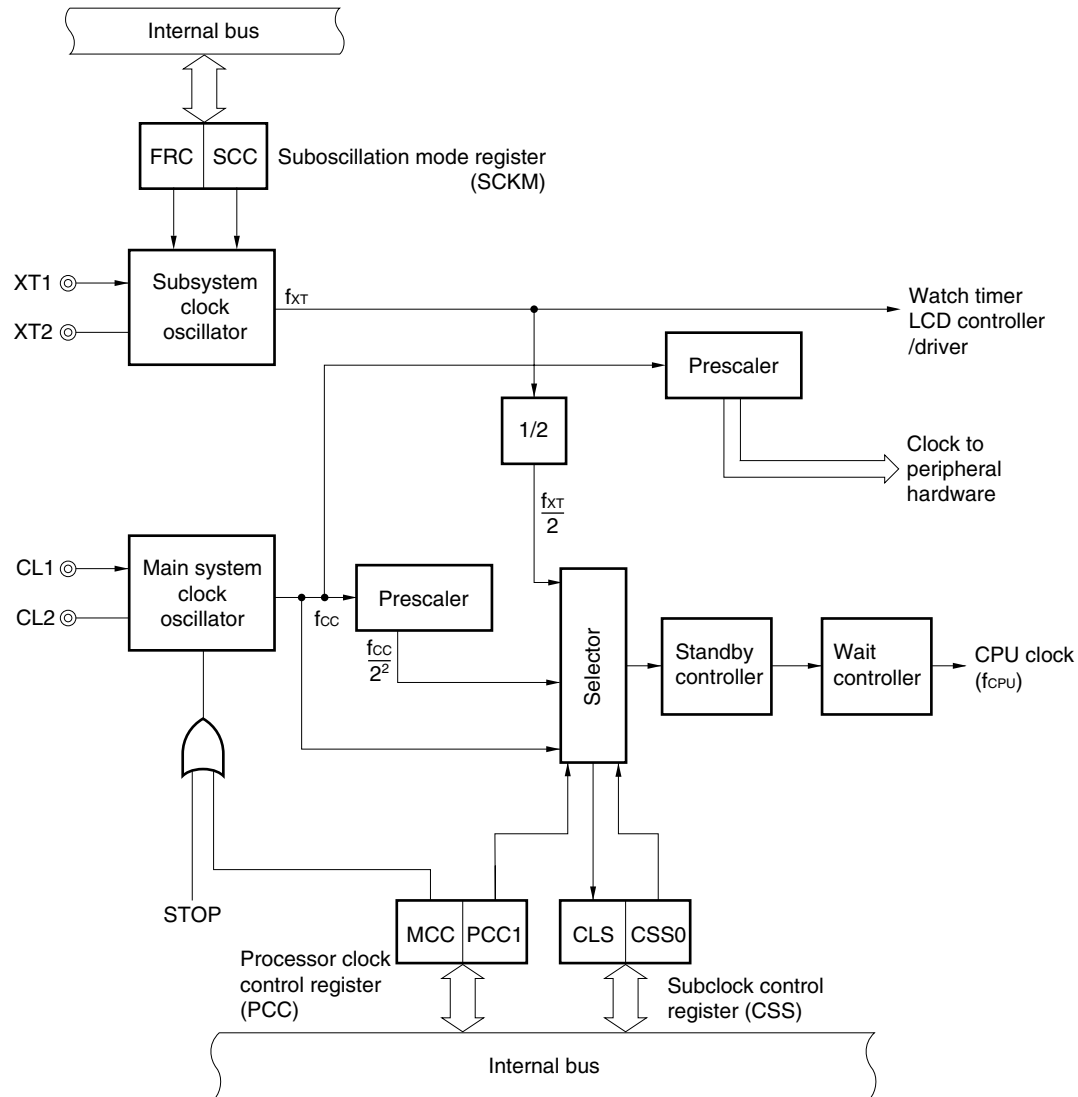 Internal bus
FRC SCC
Suboscillation mode register
(SCKM)
XT1
XT2
Subsystem
clock
oscillator
fXT
Watch timer
LCD controller
/driver
Prescaler
1/2
Clock to
peripheral
hardware
fXT
2
CL1
CL2
Main system
clock
oscillator
fCC
Prescaler
fCC
2²
Selector
Standby
controller
Wait
controller
CPU clock
(fCPU)
STOP
MCC PCC1
CLS CSS0
Processor clock
control register
(PCC)
Subclock control
register (CSS)
Internal bus